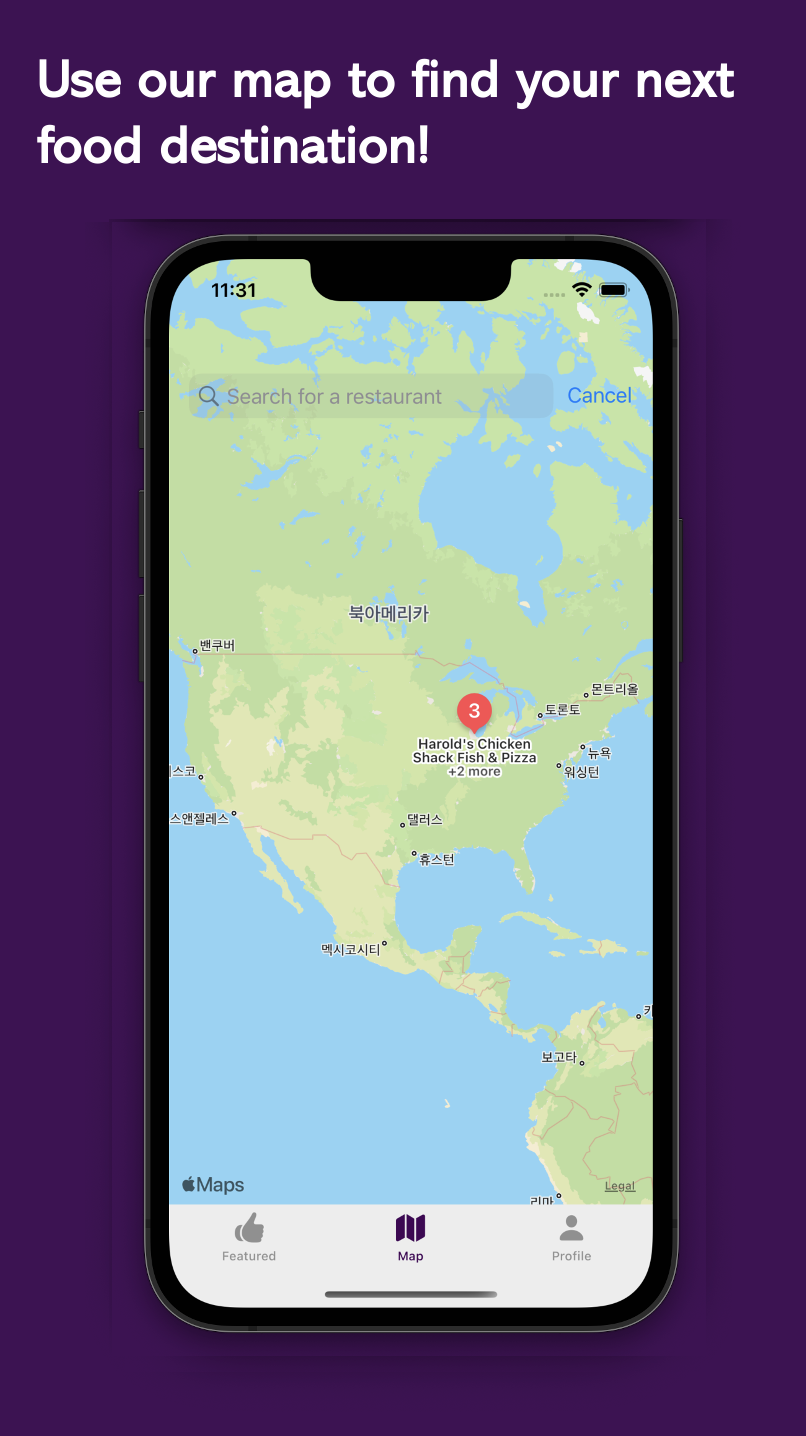 Use our map to find your next
food destination!
11:31
Search for a restaurant
Cancel
북아메리카
밴쿠버
몬트리올
3
토론토
Harold's Chicken
Shack Fish & Pizza
+2 more
뉴욕
워싱턴
스코
스앤젤레스
댈러스
휴스턴
멕시코시티
보고타
리마
Maps
Legal
Featured
Map
Profile